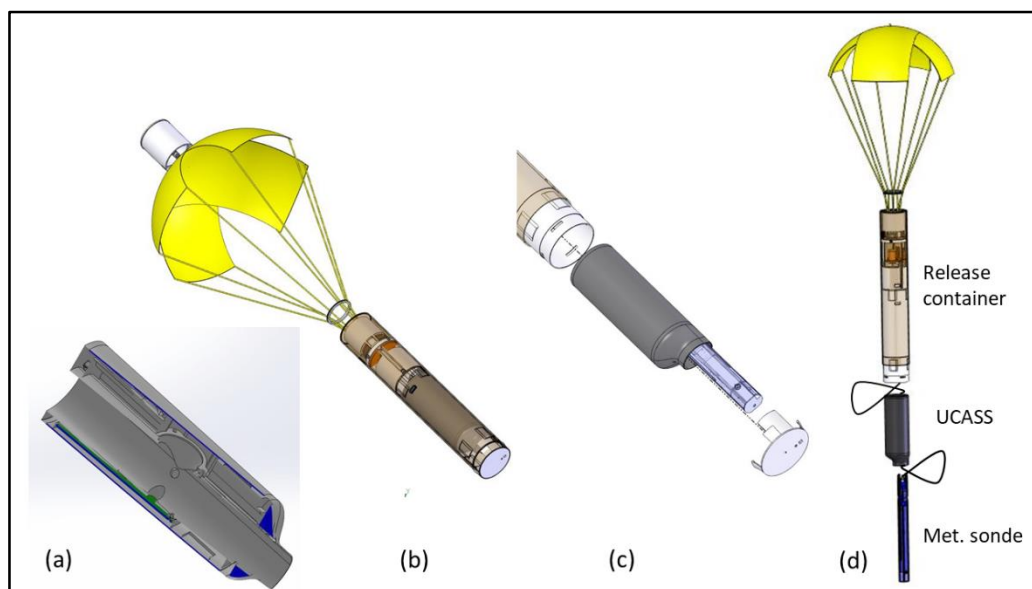 Release
container
UCASS
Met. sonde
(a)
(b)
(c)
(d)